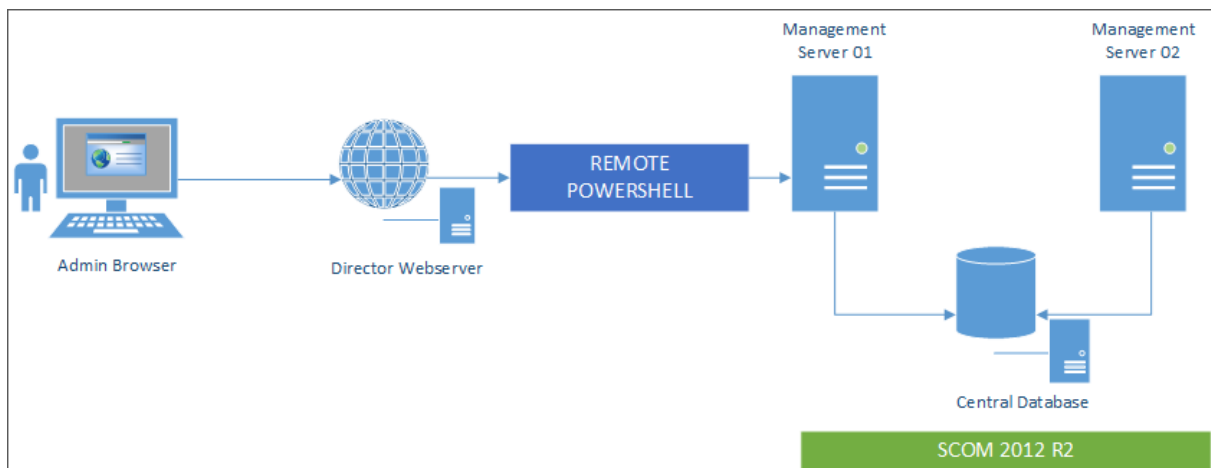 Management
Server 01
Management
Server 02
REMOTE
POWERSHELL
Admin Browser
Director Webserver
Central Database
SCOM 2012 R2